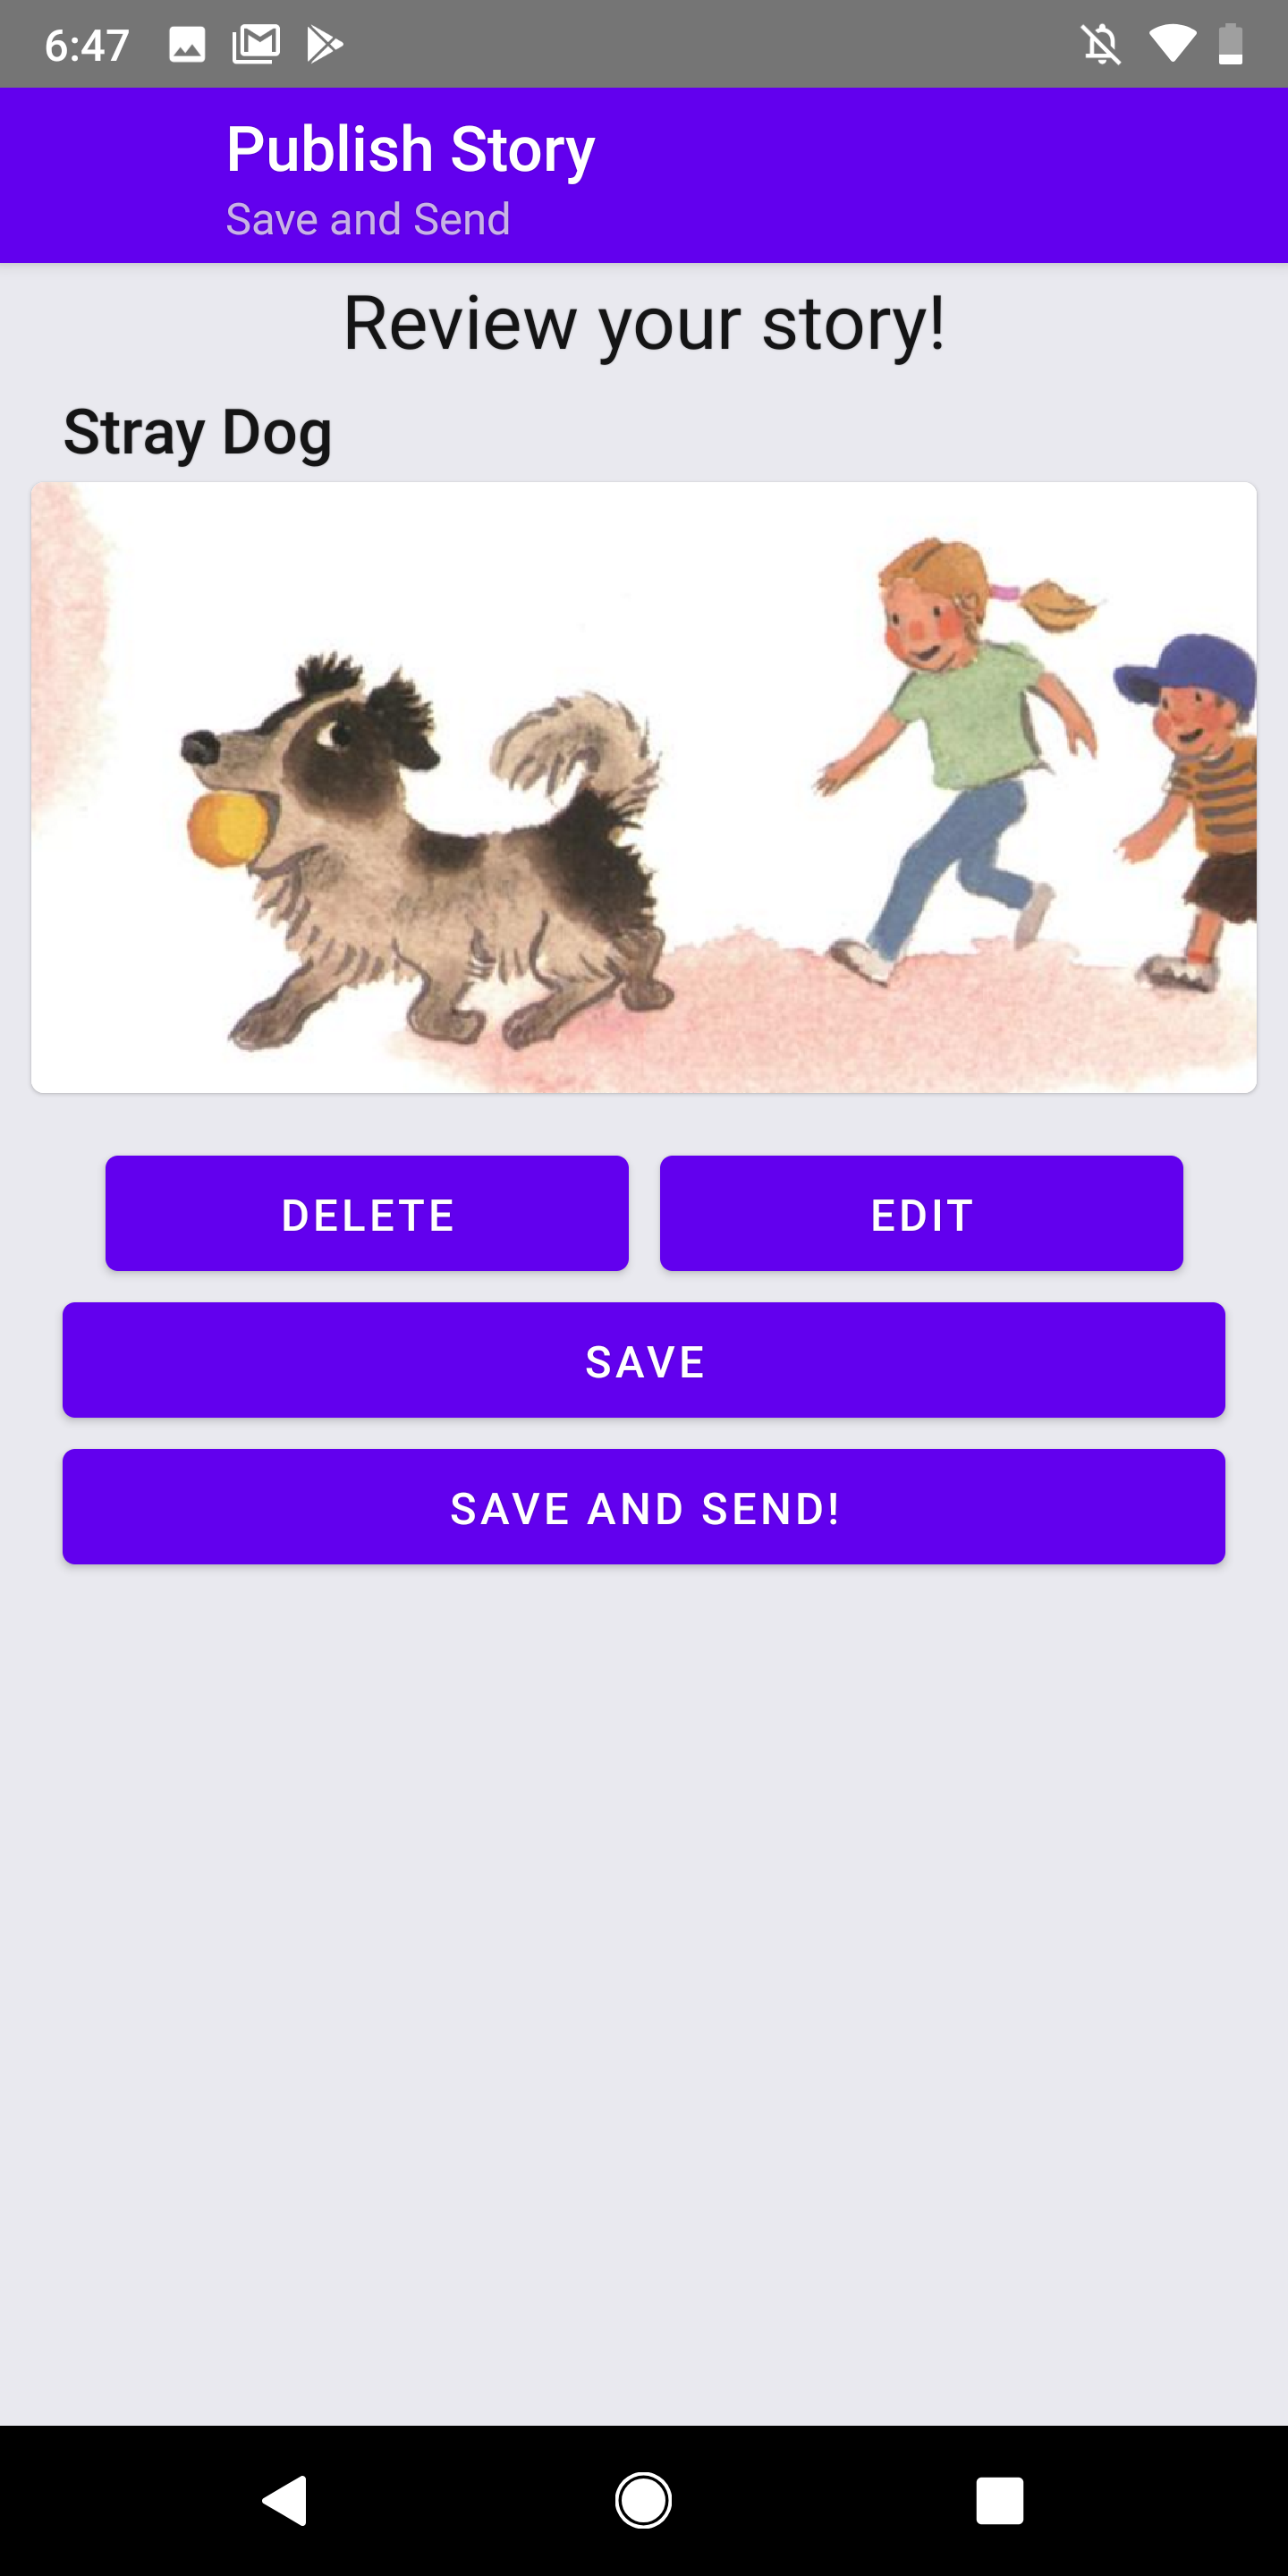 6:47
Publish Story
Save and Send
Review your story!
Stray Dog
DELETE
EDIT
SAVE
SAVE AND SEND!